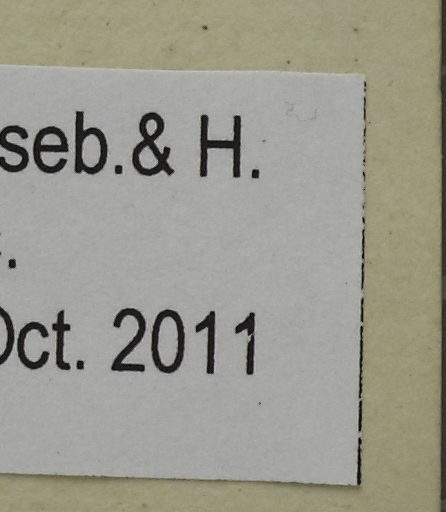 seb.& H.
.
Oct. 2011